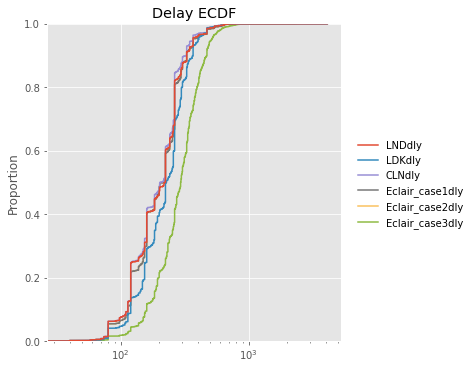 Delay ECDF
1.0
0.8
0.6
0.4
0.2
0.0
Proportion
10²
10³
LNDdly
LDKdly
CLNdly
Eclair_case1dly
Eclair_case2dly
Eclair_case3dly